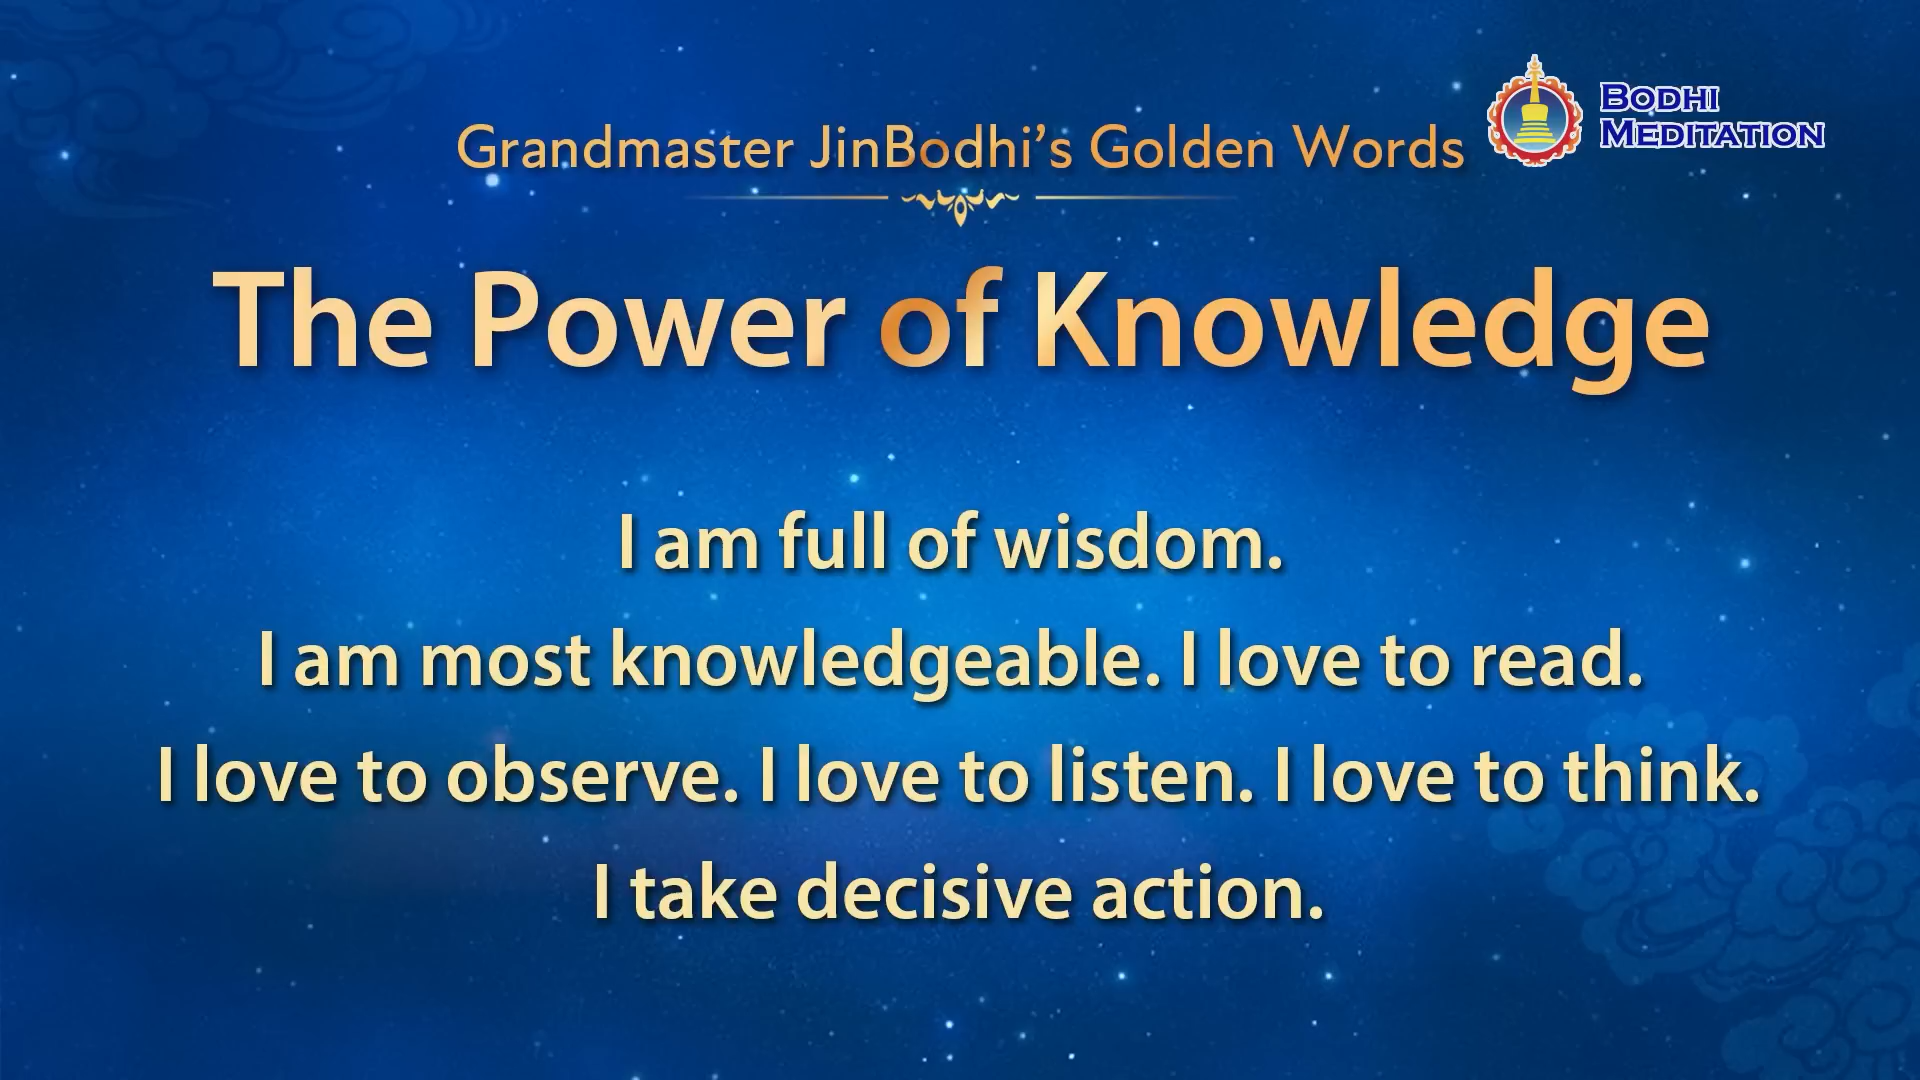 Grandmaster JinBodhi’s Golden Words
BODHI
MEDITATION
The Power of Knowledge
I am full of wisdom.
I am most knowledgeable. I love to read.
I love to observe. I love to listen. I love to think.
I take decisive action.